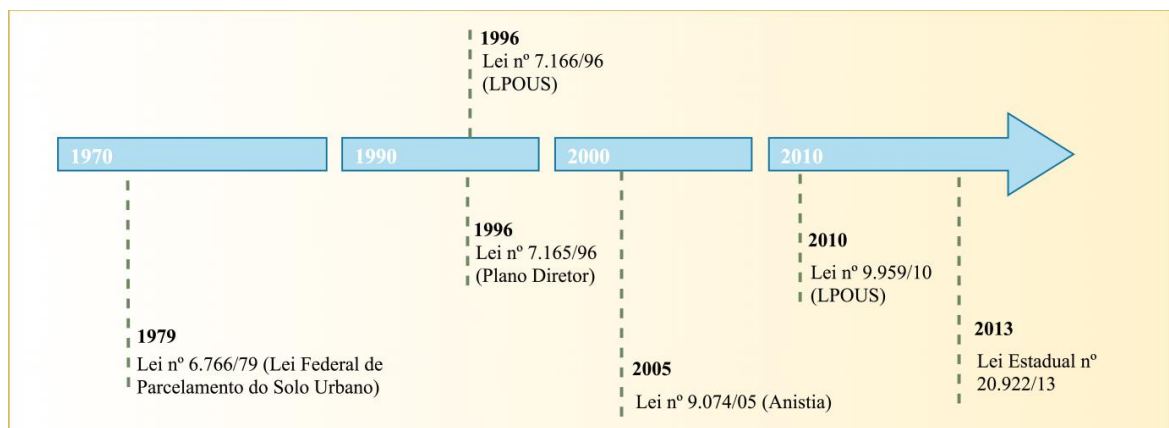 1996
Lei nº 7.166/96
(LPOUS)
1970
1990
2000
2010
1996
Lei nº 7.165/96
(Plano Diretor)
2010
Lei nº 9.959/10
(LPOUS)
1979
Lei nº 6.766/79 (Lei Federal de
Parcelamento do Solo Urbano)
2005
Lei nº 9.074/05 (Anistia)
2013
Lei Estadual nº
20.922/13